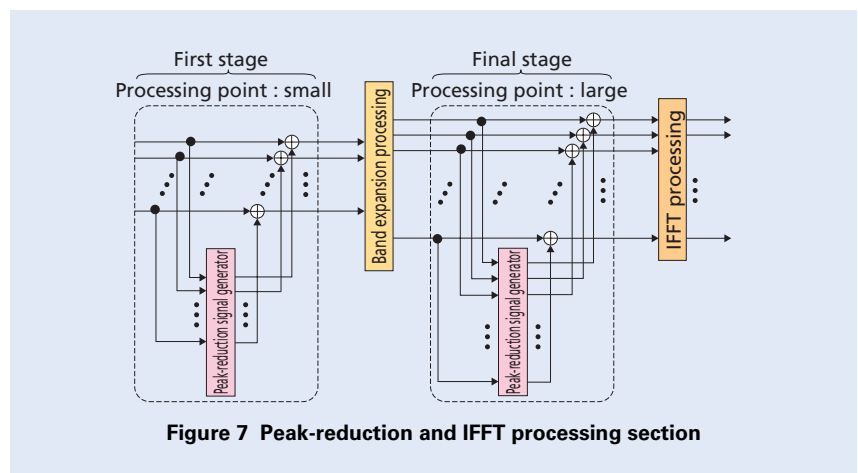 First stage
Processing point : small
Final stage
Processing point : large
Band expansion processing
IFFT processing
Peak-reduction signal generator
Peak-reduction signal generator
Figure 7 Peak-reduction and IFFT processing section